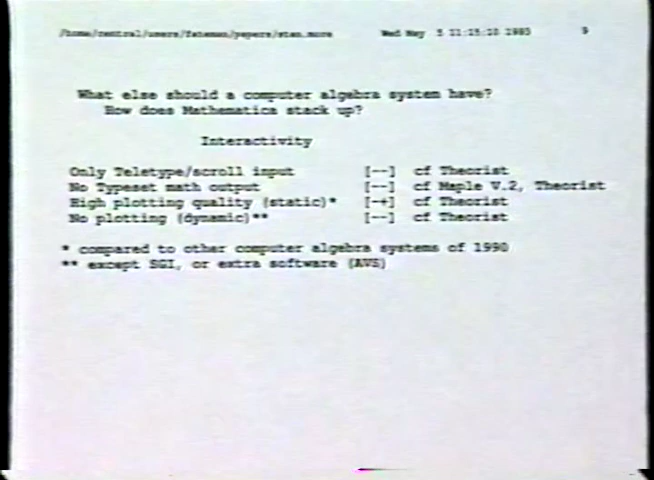 /home/central/users/fateman/papers/stan.more Wed May 5 11:15:10 1993 9
What else should a computer algebra system have?
How does Mathematica stack up?
Interactivity
Only Teletype/scroll input [--] cf Theorist
No Typeset math output [--] cf Maple V.2, Theorist
High plotting quality (static)* [-+] cf Theorist
No plotting (dynamic)** [--] cf Theorist
* compared to other computer algebra systems of 1990
** except SGI, or extra software (AVS)